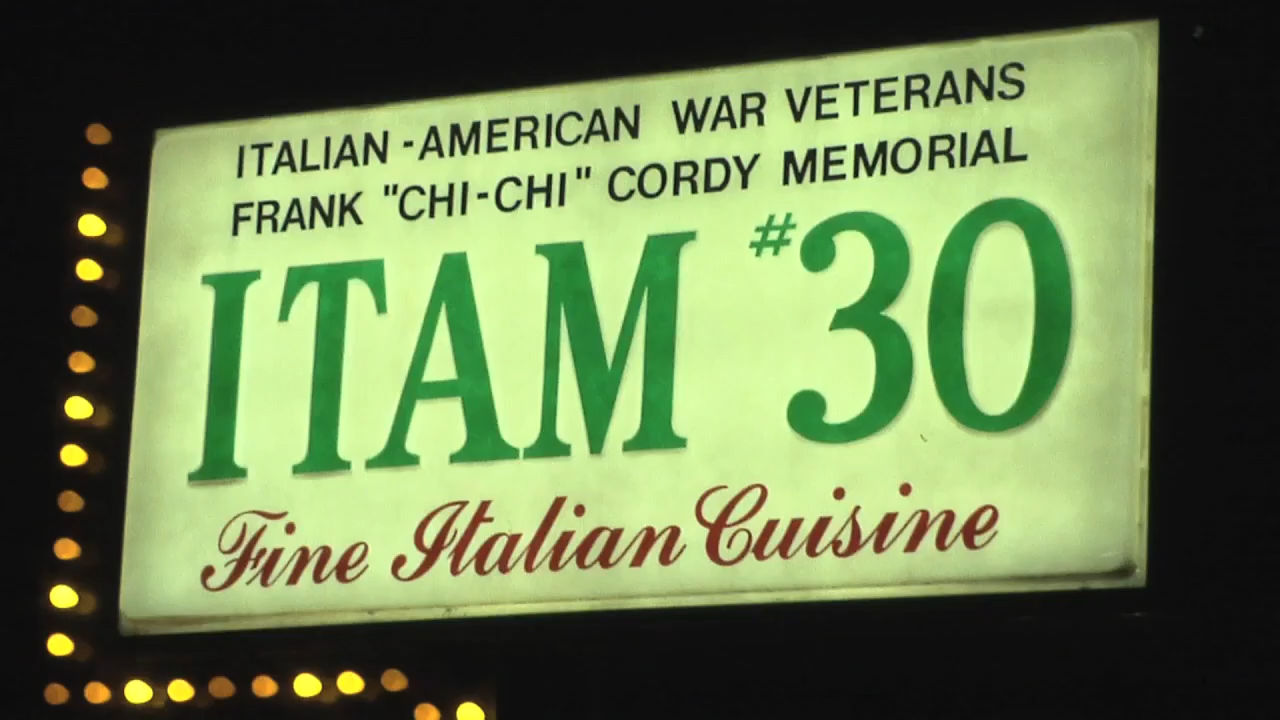 ITALIAN-AMERICAN WAR VETERANS
FRANK "CHI-CHI" CORDY MEMORIAL
ITAM #30
Fine Italian Cuisine